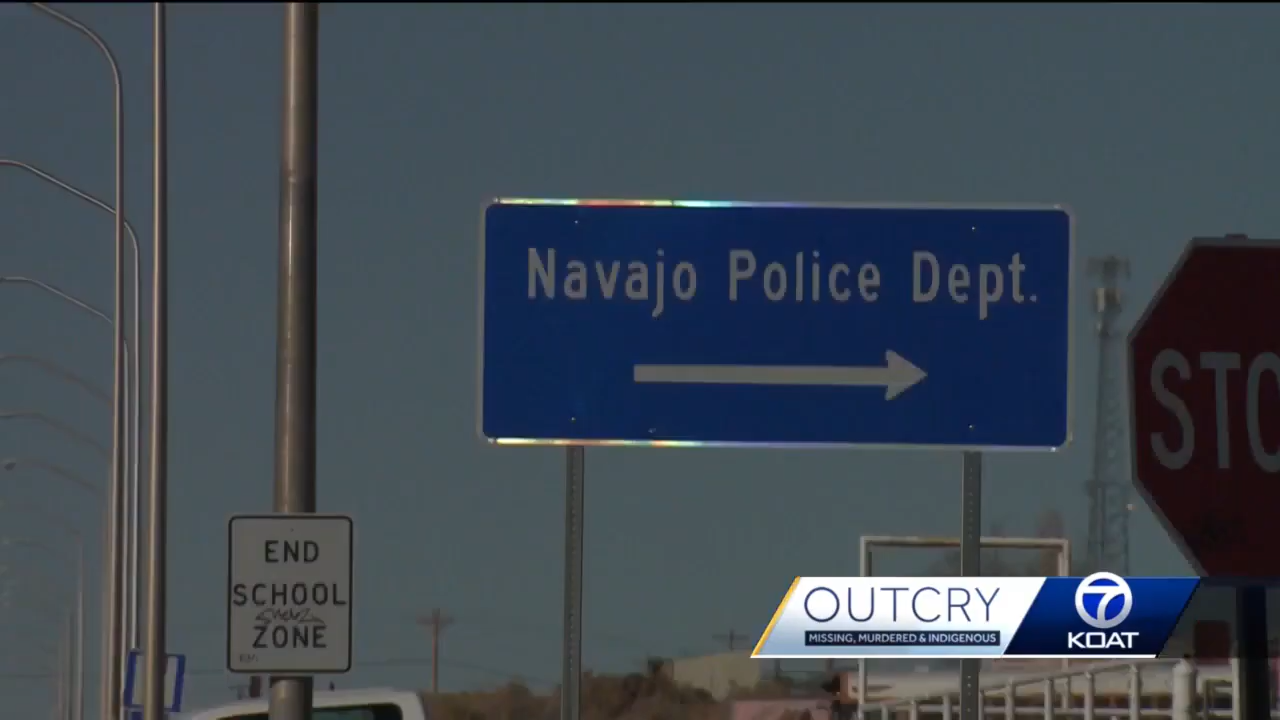 Navajo Police Dept.
END
SCHOOL
ZONE
STO
OUTCRY
MISSING, MURDERED & INDIGENOUS
7
KOAT